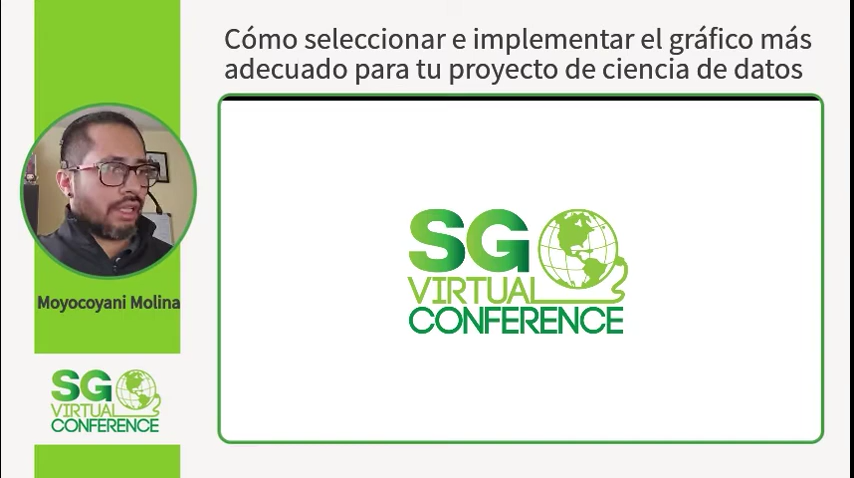 Cómo seleccionar e implementar el gráfico más
adecuado para tu proyecto de ciencia de datos
Moyocoyani Molina
SG
VIRTUAL
CONFERENCE
SG
VIRTUAL
CONFERENCE